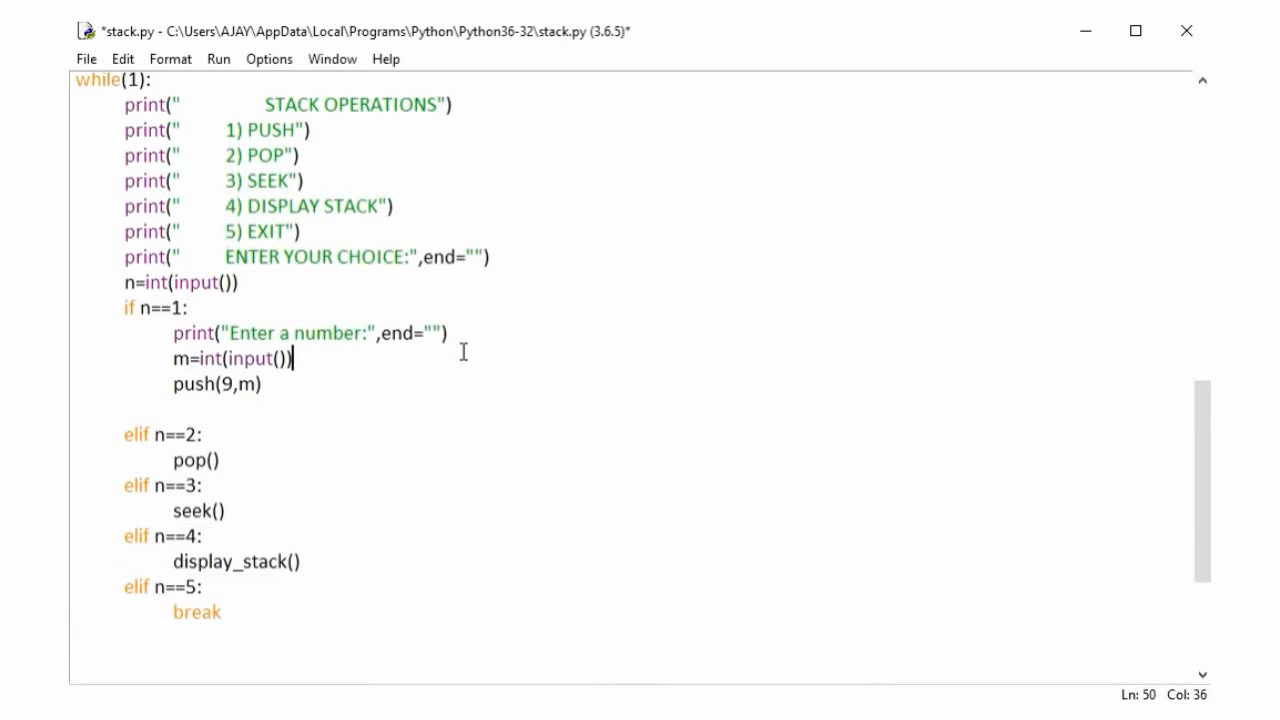 *stack.py - C:\Users\AJAY\AppData\Local\Programs\Python\Python36-32\stack.py (3.6.5)*
File Edit Format Run Options Window Help
while(1):
print("          STACK OPERATIONS")
print("     1) PUSH")
print("     2) POP")
print("     3) SEEK")
print("     4) DISPLAY STACK")
print("     5) EXIT")
print("     ENTER YOUR CHOICE:",end="")
n=int(input())
if n==1:
print("Enter a number:",end="")
m=int(input())
push(9,m)
elif n==2:
pop()
elif n==3:
seek()
elif n==4:
display_stack()
elif n==5:
break
Ln: 50 Col: 36